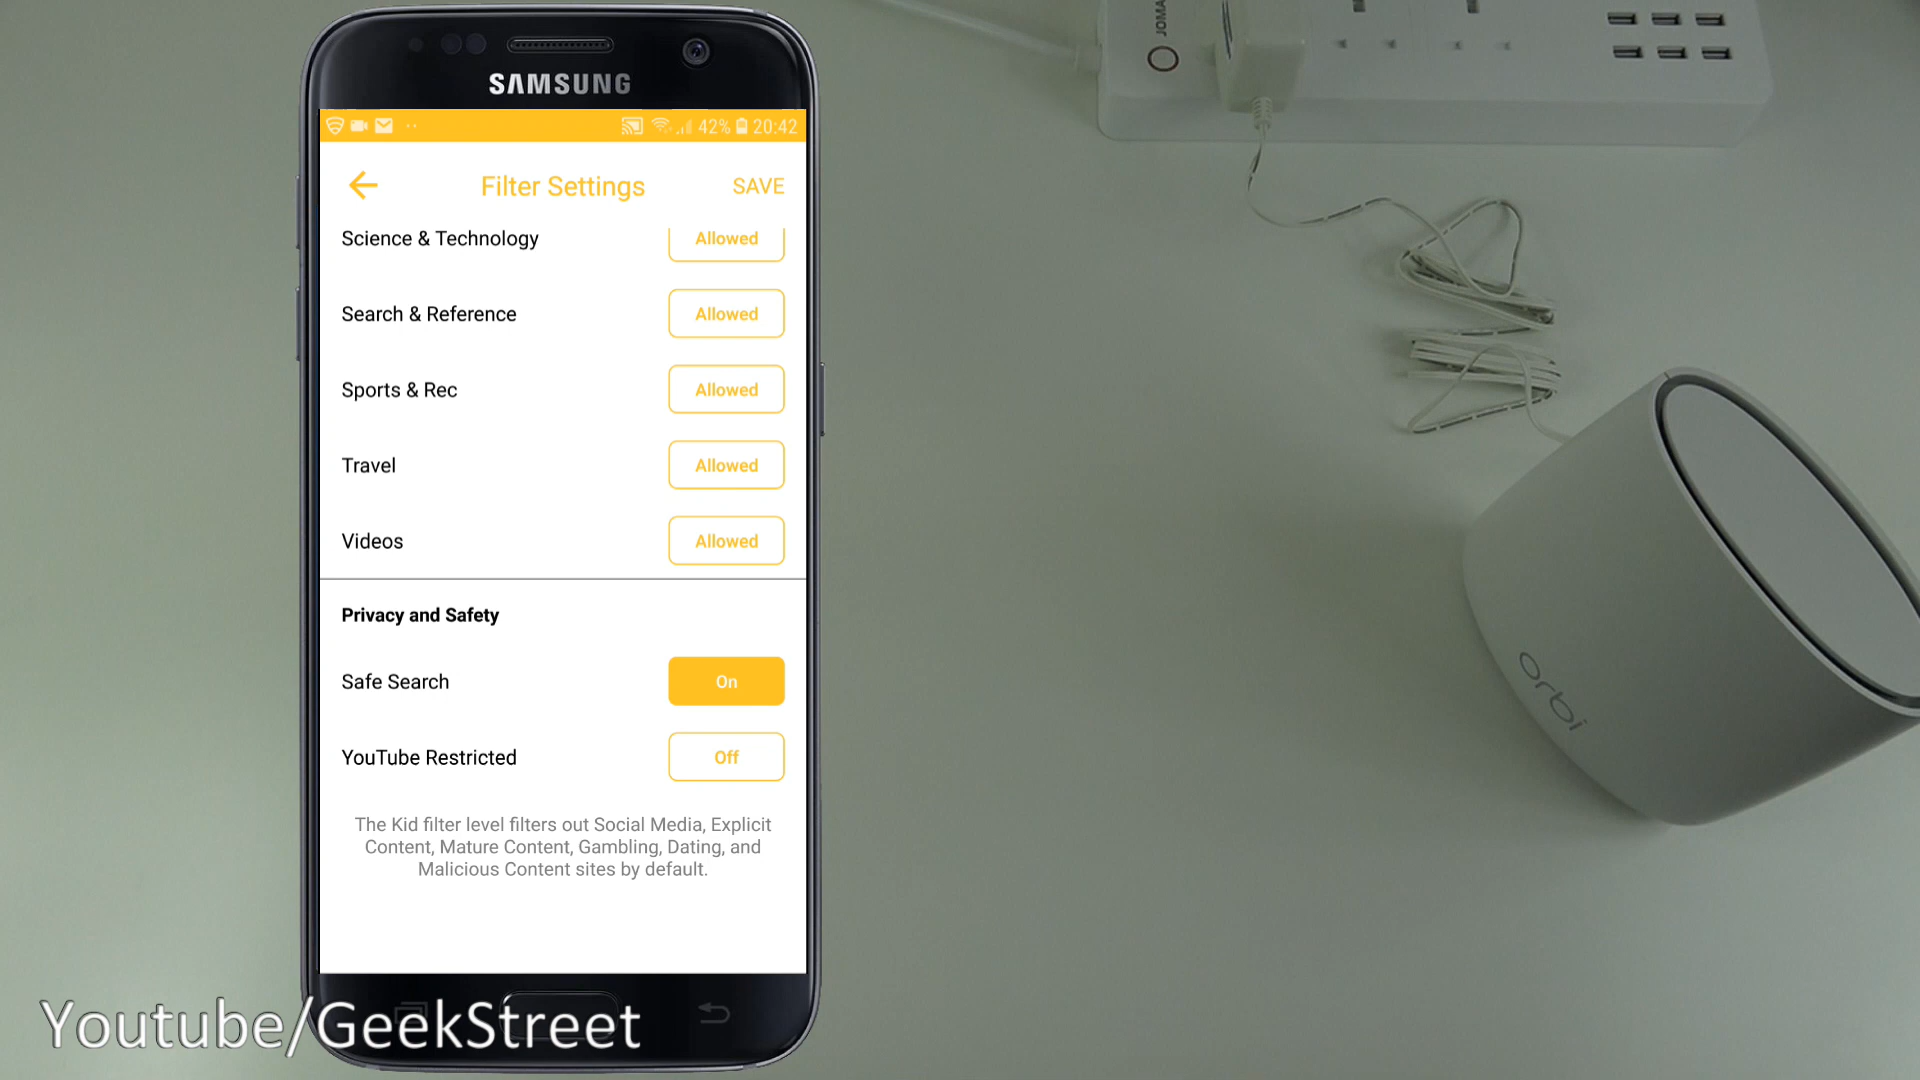 JOMA
SAMSUNG
42% 20:42
Filter Settings SAVE
Science & Technology Allowed
Search & Reference Allowed
Sports & Rec Allowed
Travel Allowed
Videos Allowed
Privacy and Safety
Safe Search On
YouTube Restricted Off
The Kid filter level filters out Social Media, Explicit
Content, Mature Content, Gambling, Dating, and
Malicious Content sites by default.
orbi
Youtube/GeekStreet